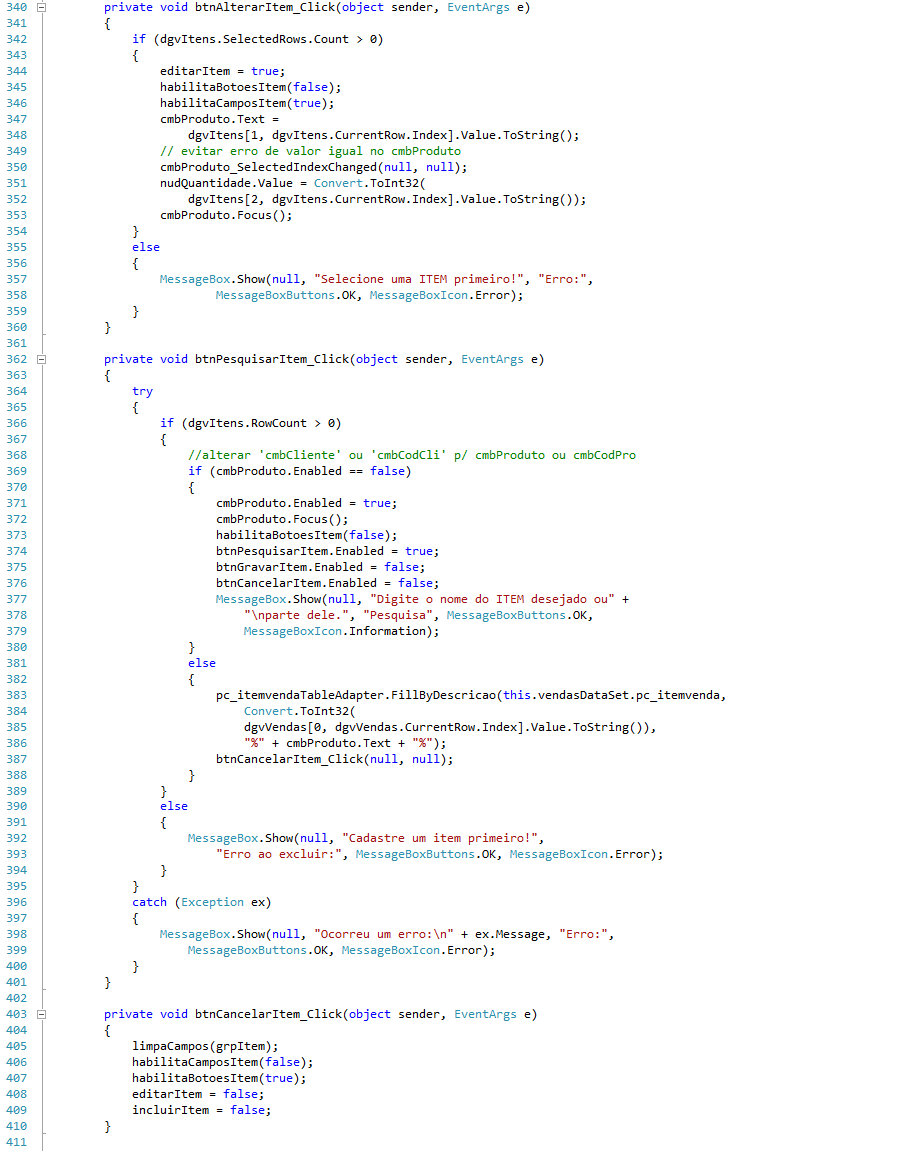 340 private void btnAlterarItem_Click(object sender, EventArgs e)
341 {
342 if (dgvItens.SelectedRows.Count > 0)
343 {
344 editarItem = true;
345 habilitaBotoesItem(false);
346 habilitaCamposItem(true);
347 cmbProduto.Text =
348 dgvItens[1, dgvItens.CurrentRow.Index].Value.ToString();
349 // evitar erro de valor igual no cmbProduto
350 cmbProduto_SelectedIndexChanged(null, null);
351 nudQuantidade.Value = Convert.ToInt32(
352 dgvItens[2, dgvItens.CurrentRow.Index].Value.ToString());
353 cmbProduto.Focus();
354 }
355 else
356 {
357 MessageBox.Show(null, "Selecione uma ITEM primeiro!", "Erro:",
358 MessageBoxButtons.OK, MessageBoxIcon.Error);
359 }
360 }
361
362 private void btnPesquisarItem_Click(object sender, EventArgs e)
363 {
364 try
365 {
366 if (dgvItens.RowCount > 0)
367 {
368 //alterar 'cmbCliente' ou 'cmbCodCli' p/ cmbProduto ou cmbCodPro
369 if (cmbProduto.Enabled == false)
370 {
371 cmbProduto.Enabled = true;
372 cmbProduto.Focus();
373 habilitaBotoesItem(false);
374 btnPesquisarItem.Enabled = true;
375 btnGravarItem.Enabled = false;
376 btnCancelarItem.Enabled = false;
377 MessageBox.Show(null, "Digite o nome do ITEM desejado ou" +
378 "\nparte dele.", "Pesquisa", MessageBoxButtons.OK,
379 MessageBoxIcon.Information);
380 }
381 else
382 {
383 pc_itemvendaTableAdapter.FillByDescricao(this.vendasDataSet.pc_itemvenda,
384 Convert.ToInt32(
385 dgvVendas[0, dgvVendas.CurrentRow.Index].Value.ToString()),
386 "%" + cmbProduto.Text + "%");
387 btnCancelarItem_Click(null, null);
388 }
389 }
390 else
391 {
392 MessageBox.Show(null, "Cadastre um item primeiro!",
393 "Erro ao excluir:", MessageBoxButtons.OK, MessageBoxIcon.Error);
394 }
395 }
396 catch (Exception ex)
397 {
398 MessageBox.Show(null, "Ocorreu um erro:\n" + ex.Message, "Erro:",
399 MessageBoxButtons.OK, MessageBoxIcon.Error);
400 }
401 }
402
403 private void btnCancelarItem_Click(object sender, EventArgs e)
404 {
405 limpaCampos(grpItem);
406 habilitaCamposItem(false);
407 habilitaBotoesItem(true);
408 editarItem = false;
409 incluirItem = false;
410 }
411